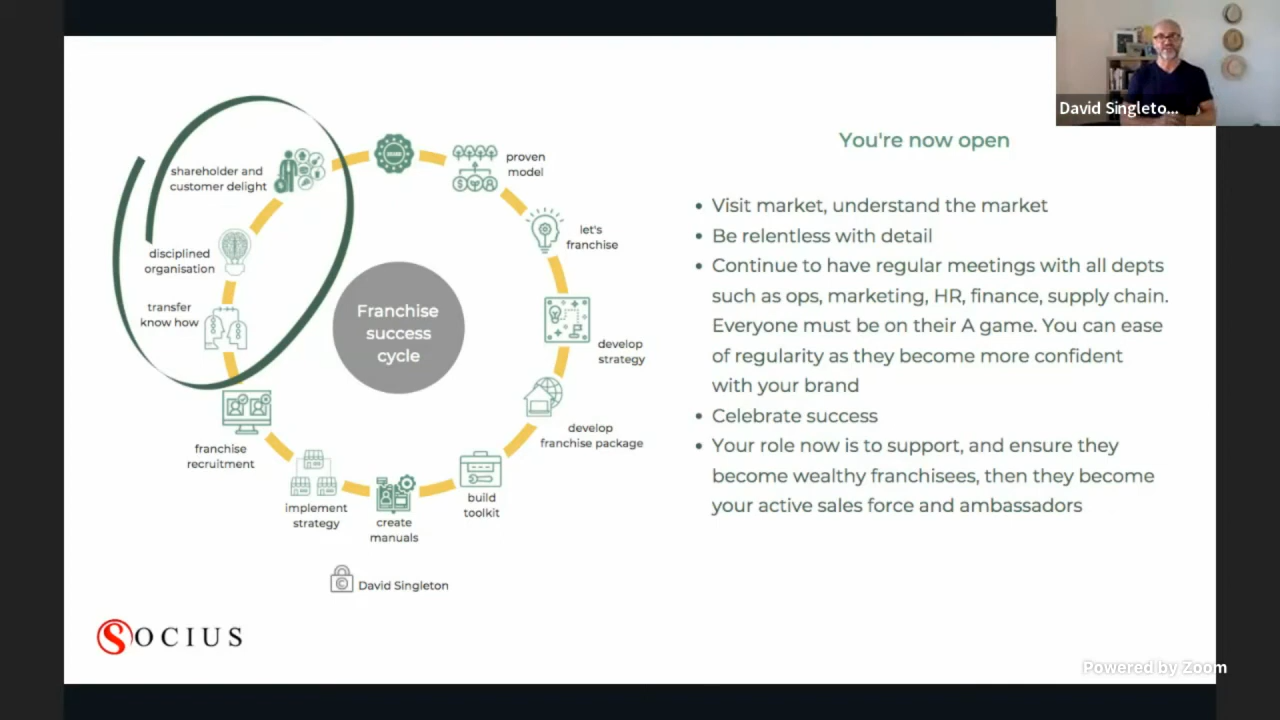 David Singleto...
You're now open
• Visit market, understand the market
• Be relentless with detail
• Continue to have regular meetings with all depts
such as ops, marketing, HR, finance, supply chain.
Everyone must be on their A game. You can ease
of regularity as they become more confident
with your brand
• Celebrate success
• Your role now is to support, and ensure they
become wealthy franchisees, then they become
your active sales force and ambassadors
Franchise
success
cycle
proven
model
let's
franchise
develop
strategy
develop
franchise package
build
toolkit
create
manuals
implement
strategy
franchise
recruitment
transfer
know how
disciplined
organisation
shareholder and
customer delight
© David Singleton
SOCIUS
Powered by Zoom